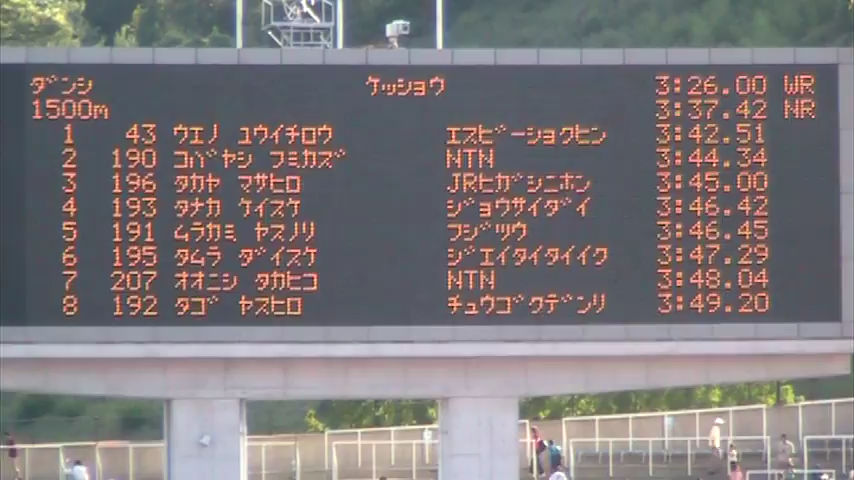 ダンシ ケッショウ 3:26.00 WR
1500m 3:37.42 NR
1 43 ウエノ ユウイチロウ エスビーショクヒン 3:42.51
2 190 コバヤシ フミカズ NTN 3:44.34
3 196 タカヤ マサヒロ JRヒガシニホン 3:45.00
4 193 タナカ ケイスケ ジョウサイダイ 3:46.42
5 191 ムラカミ ヤスノリ フジツウ 3:46.45
6 195 タムラ ダイスケ ジエイタイタイイク 3:47.29
7 207 オオニシ タカヒコ NTN 3:48.04
8 192 タゴ ヤスヒロ チュウゴクデンリ 3:49.20